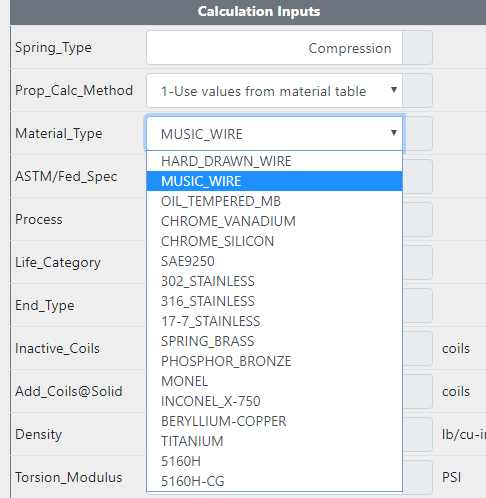 Calculation Inputs
Spring_Type Compression
Prop_Calc_Method 1-Use values from material table
Material_Type MUSIC_WIRE
HARD_DRAWN_WIRE
ASTM/Fed_Spec MUSIC_WIRE
OIL_TEMPERED_MB
Process CHROME_VANADIUM
CHROME_SILICON
Life_Category SAE9250
302_STAINLESS
End_Type 316_STAINLESS
17-7_STAINLESS
Inactive_Coils SPRING_BRASS coils
PHOSPHOR_BRONZE
Add_Coils@Solid MONEL coils
INCONEL_X-750
Density BERYLLIUM-COPPER lb/cu-i
TITANIUM
5160H
Torsion_Modulus 5160H-CG PSI